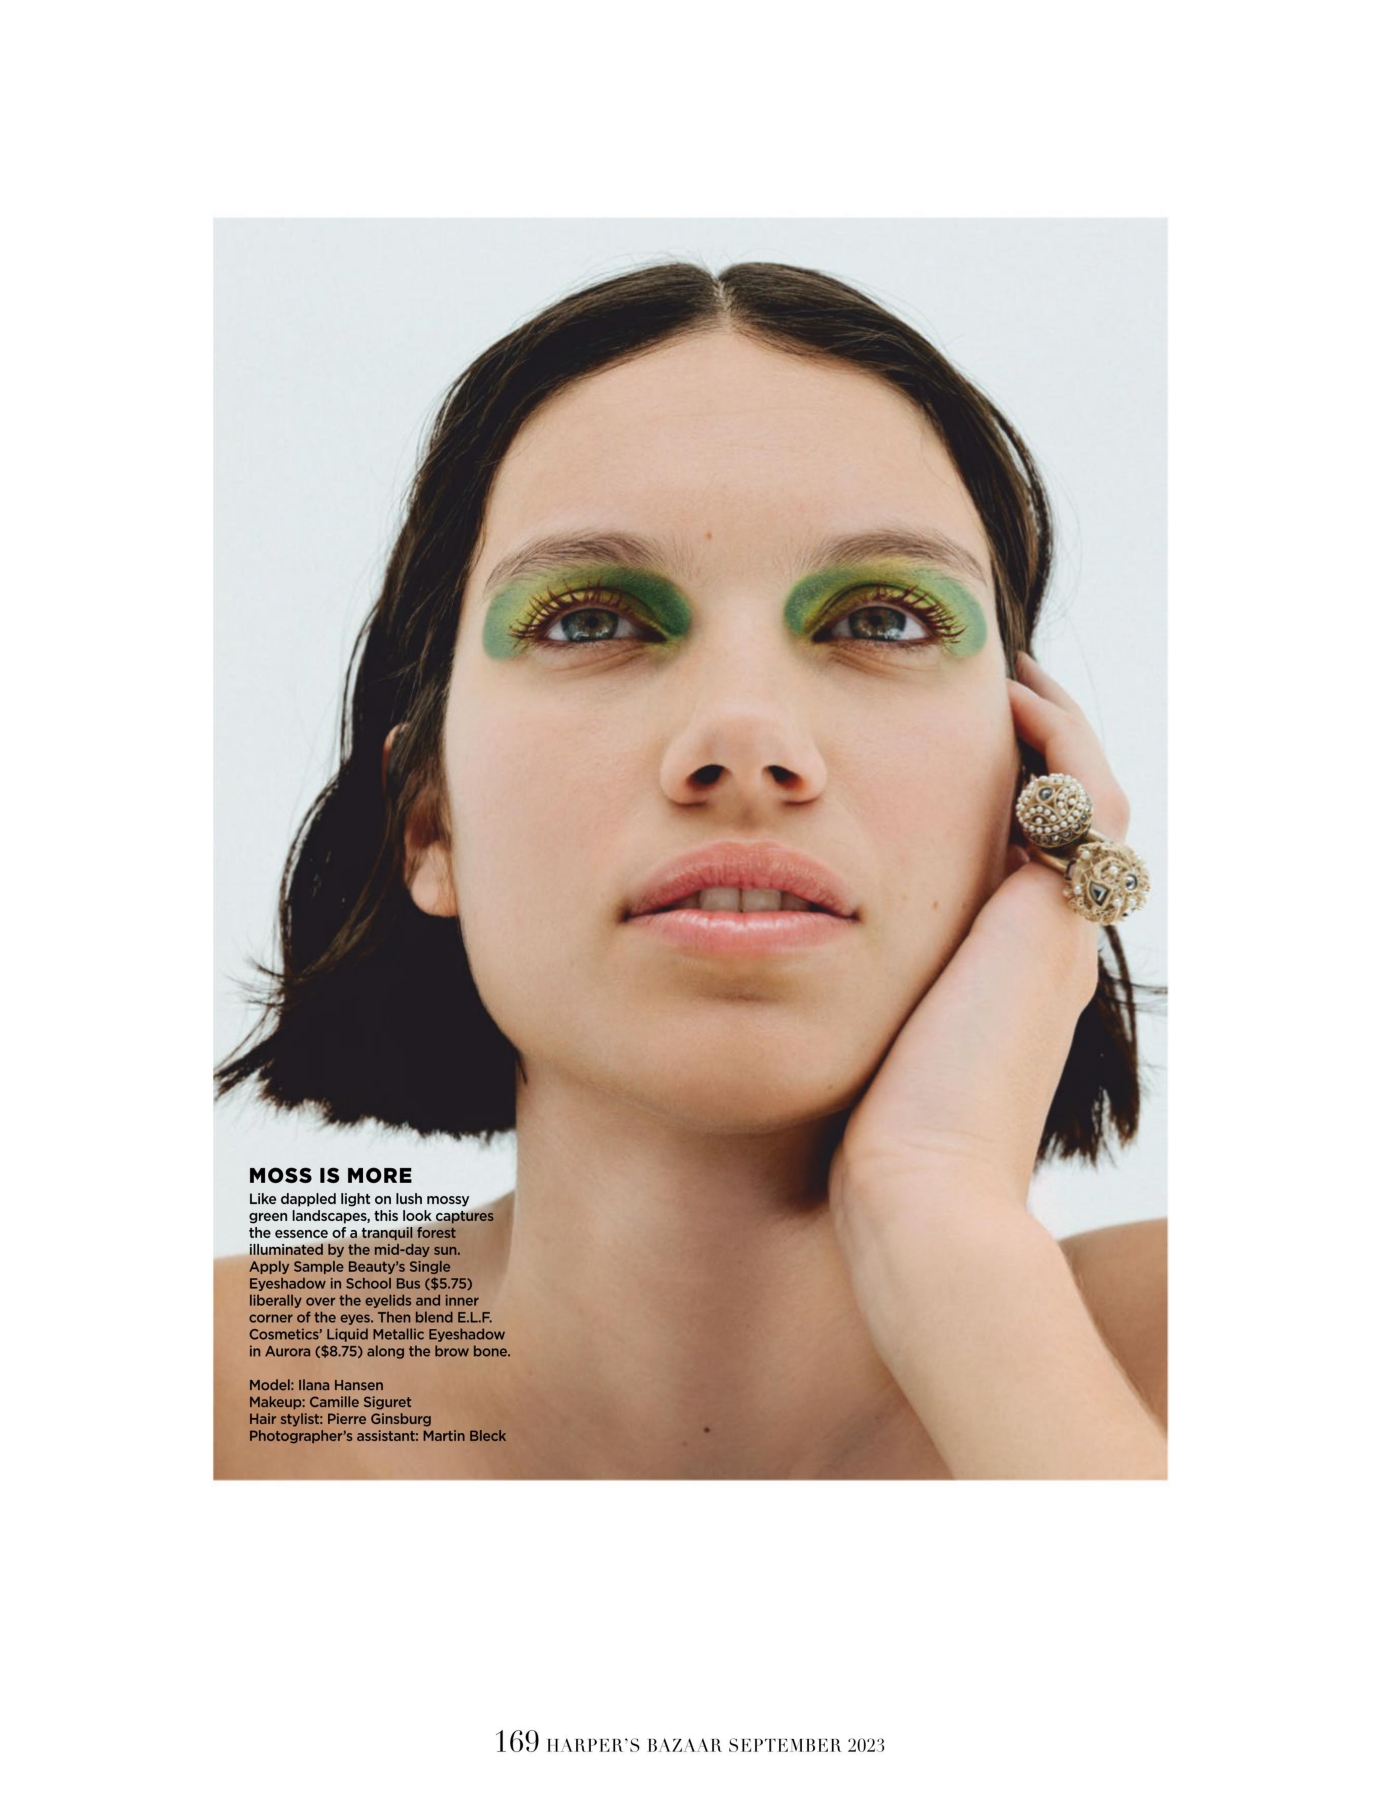 MOSS IS MORE
Like dappled light on lush mossy
green landscapes, this look captures
the essence of a tranquil forest
illuminated by the mid-day sun.
Apply Sample Beauty’s Single
Eyeshadow in School Bus ($5.75)
liberally over the eyelids and inner
corner of the eyes. Then blend E.L.F.
Cosmetics’ Liquid Metallic Eyeshadow
in Aurora ($8.75) along the brow bone.
Model: Ilana Hansen
Makeup: Camille Siguret
Hair stylist: Pierre Ginsburg
Photographer’s assistant: Martin Bleck
169 HARPER’S BAZAAR SEPTEMBER 2023